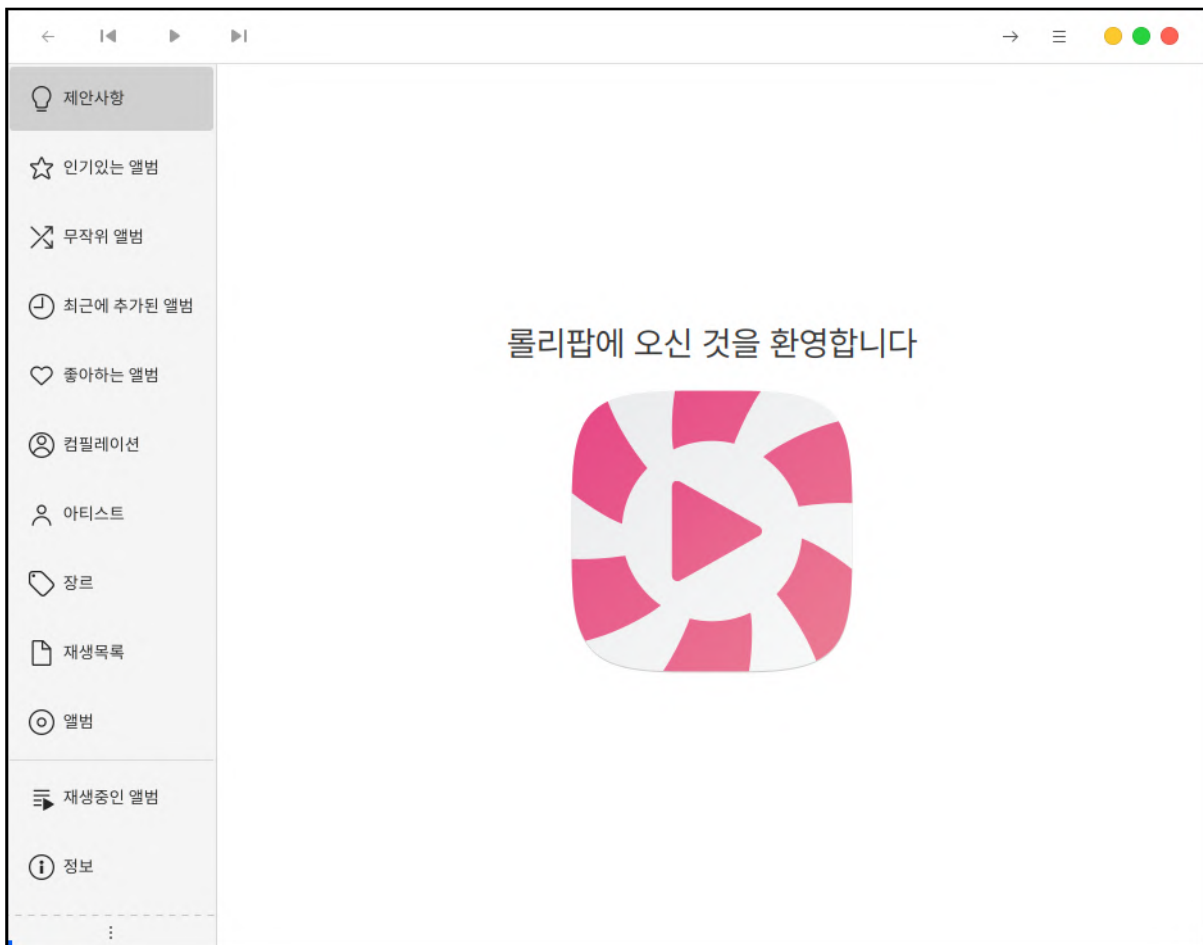 제안사항
인기있는 앨범
무작위 앨범
최근에 추가된 앨범
좋아하는 앨범
컴필레이션
아티스트
장르
재생목록
앨범
재생중인 앨범
정보
롤리팝에 오신 것을 환영합니다